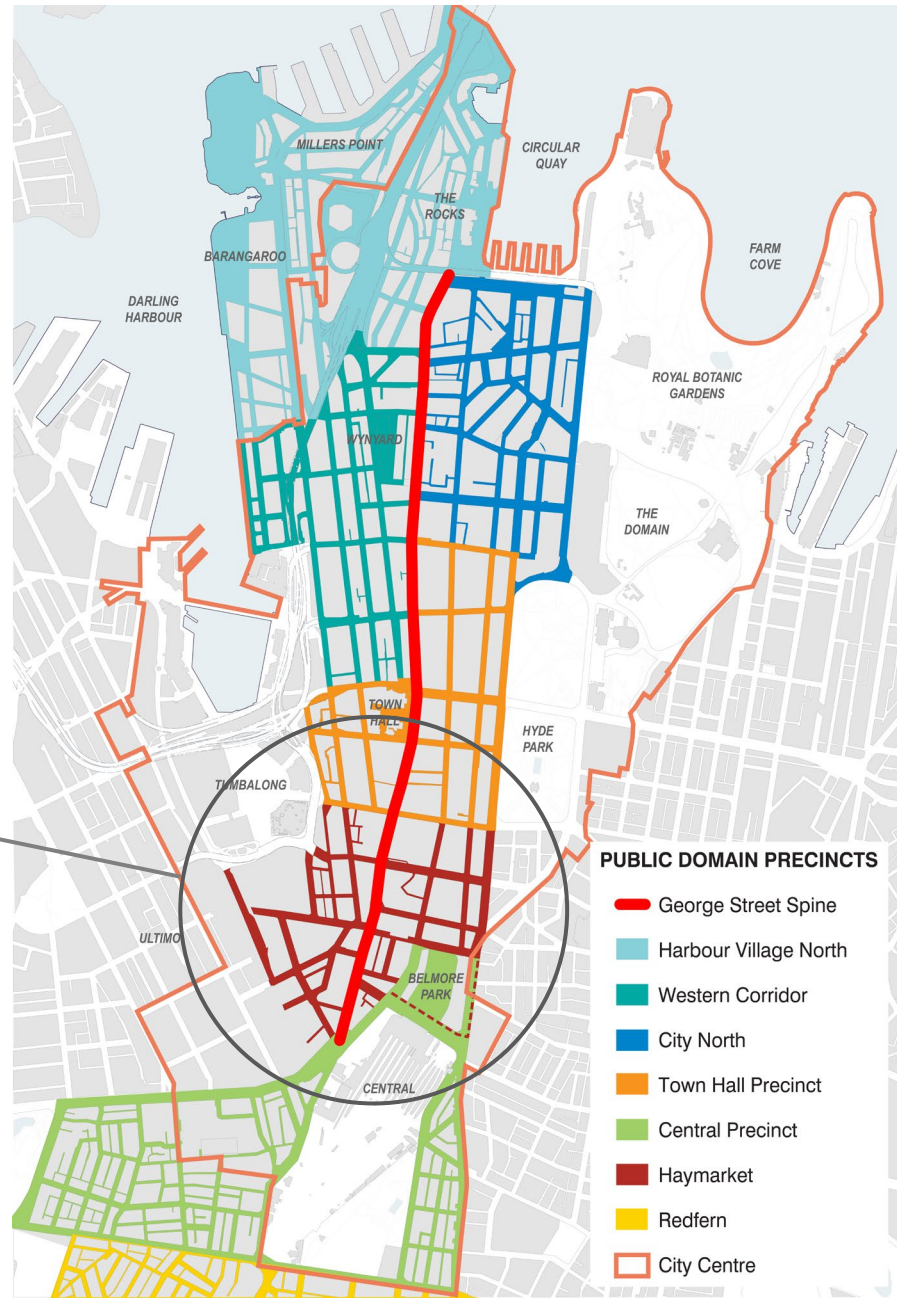 MILLERS POINT
CIRCULAR
QUAY
THE
ROCKS
BARANGAROO
FARM
COVE
DARLING
HARBOUR
ROYAL BOTANIC
GARDENS
WYNYARD
THE
DOMAIN
TOWN
HALL
HYDE
PARK
TUMBALONG
ULTIMO
BELMORE
PARK
CENTRAL
PUBLIC DOMAIN PRECINCTS
George Street Spine
Harbour Village North
Western Corridor
City North
Town Hall Precinct
Central Precinct
Haymarket
Redfern
City Centre